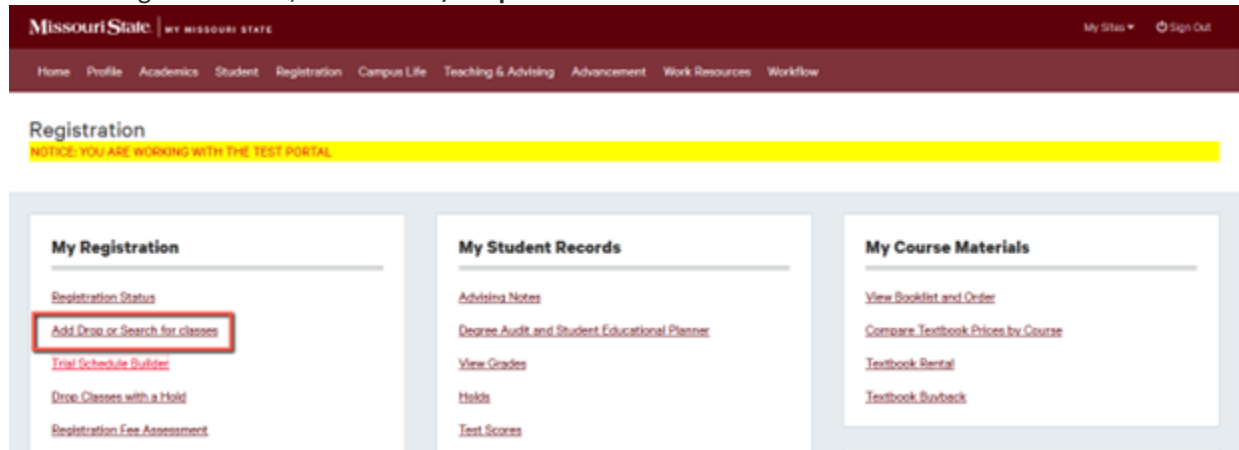 Missouri State. MY MISSOURI STATE
My Sites Sign Out
Home Profile Academics Student Registration Campus Life Teaching & Advising Advancement Work Resources Workflow
Registration
NOTICE: YOU ARE WORKING WITH THE TEST PORTAL
My Registration
Registration Status
Add Drop or Search for classes
Trial Schedule Builder
Drop Classes with a Hold
Registration Fee Assessment
My Student Records
Advising Notes
Degree Audit and Student Educational Planner
View Grades
Holds
Test Scores
My Course Materials
View Booklist and Order
Compare Textbook Prices by Course
Textbook Rental
Textbook Buyback